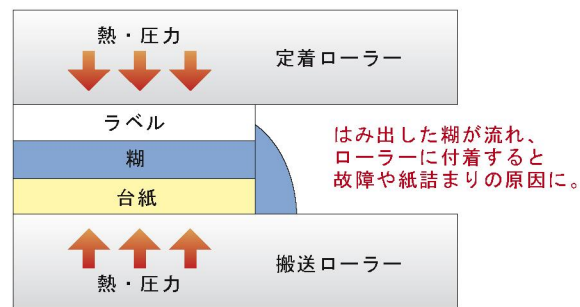 熱・圧力
定着ローラー
ラベル
糊
台紙
はみ出した糊が流れ、
ローラーに付着すると
故障や紙詰まりの原因に。
搬送ローラー
熱・圧力